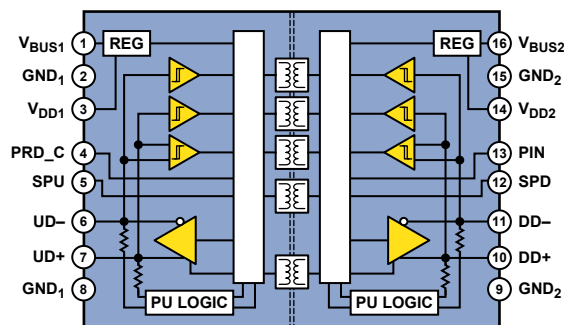 VBUS1 1 REG REG 16 VBUS2
GND1 2 15 GND2
VDD1 3 14 VDD2
PRD_C 4 13 PIN
SPU 5 12 SPD
UD– 6 11 DD–
UD+ 7 10 DD+
GND1 8 PU LOGIC PU LOGIC 9 GND2